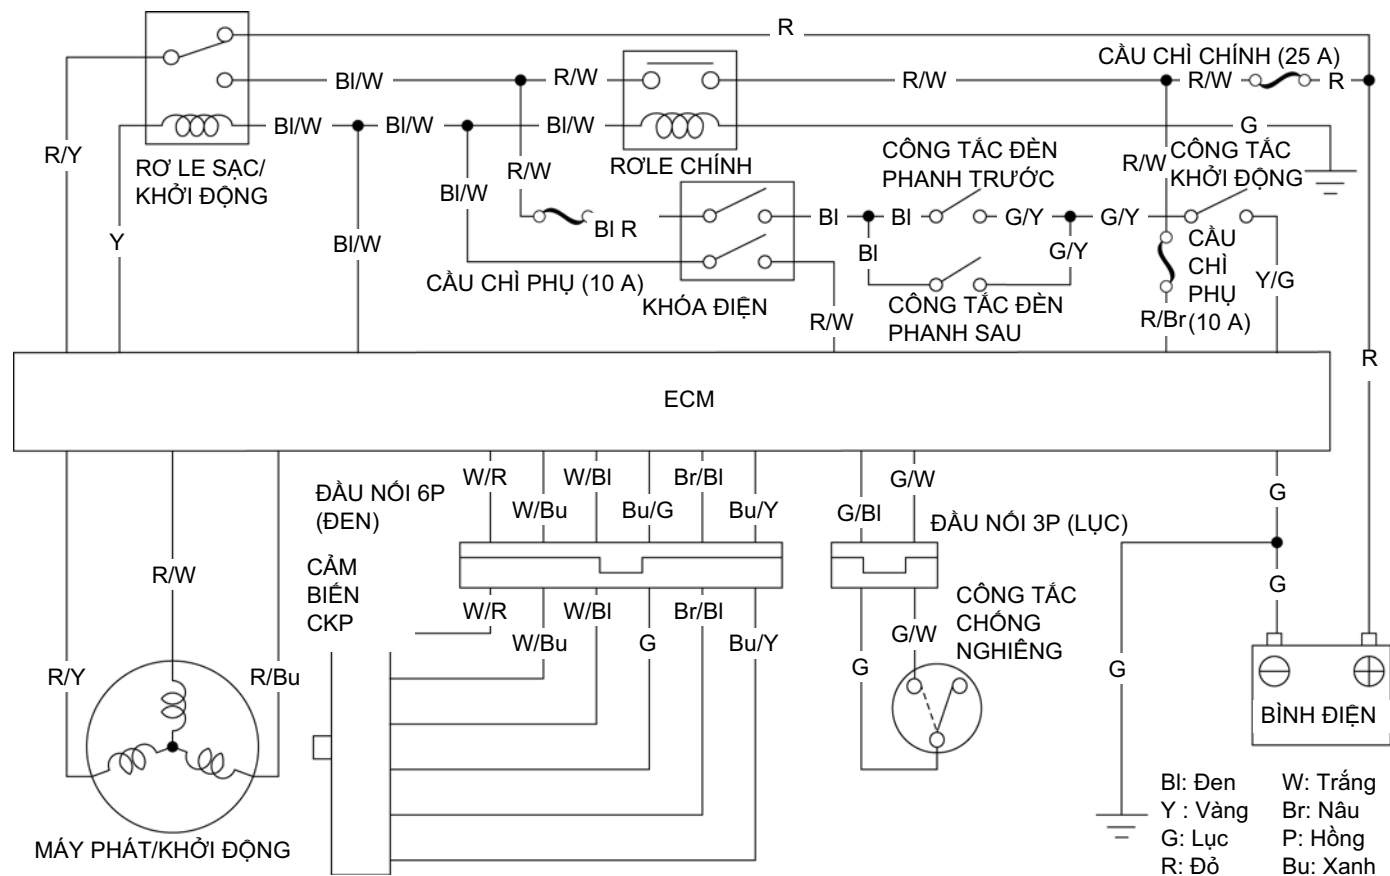 R
CẦU CHÌ CHÍNH (25 A)
Bl/W
R/W
R/W
R/W
R
Bl/W
Bl/W
Bl/W
G
R/Y
RƠ LE SẠC/
KHỞI ĐỘNG
RƠLE CHÍNH
CÔNG TẮC ĐÈN
PHANH TRƯỚC
CÔNG TẮC
KHỞI ĐỘNG
R/W
R/W
Bl/W
Bl R
Bl
Bl
G/Y
G/Y
Y
Bl/W
Bl
G/Y
CẦU
CHÌ
PHỤ
(10 A)
Y/G
CẦU CHÌ PHỤ (10 A)
KHÓA ĐIỆN
CÔNG TẮC ĐÈN
PHANH SAU
R/W
R/Br
R
ECM
ĐẦU NỐI 6P
(ĐEN)
W/R
W/Bu
W/Bl
Bu/G
Br/Bl
Bu/Y
G/Bl
G/W
ĐẦU NỐI 3P (LỤC)
G
R/W
CẢM
BIẾN
CKP
W/R
W/Bu
W/Bl
G
Br/Bl
Bu/Y
G/W
G
CÔNG TẮC
CHỐNG
NGHIÊNG
G
G
R/Y
R/Bu
BÌNH ĐIỆN
MÁY PHÁT/KHỞI ĐỘNG
Bl: Đen W: Trắng
Y : Vàng Br: Nâu
G: Lục P: Hồng
R: Đỏ Bu: Xanh